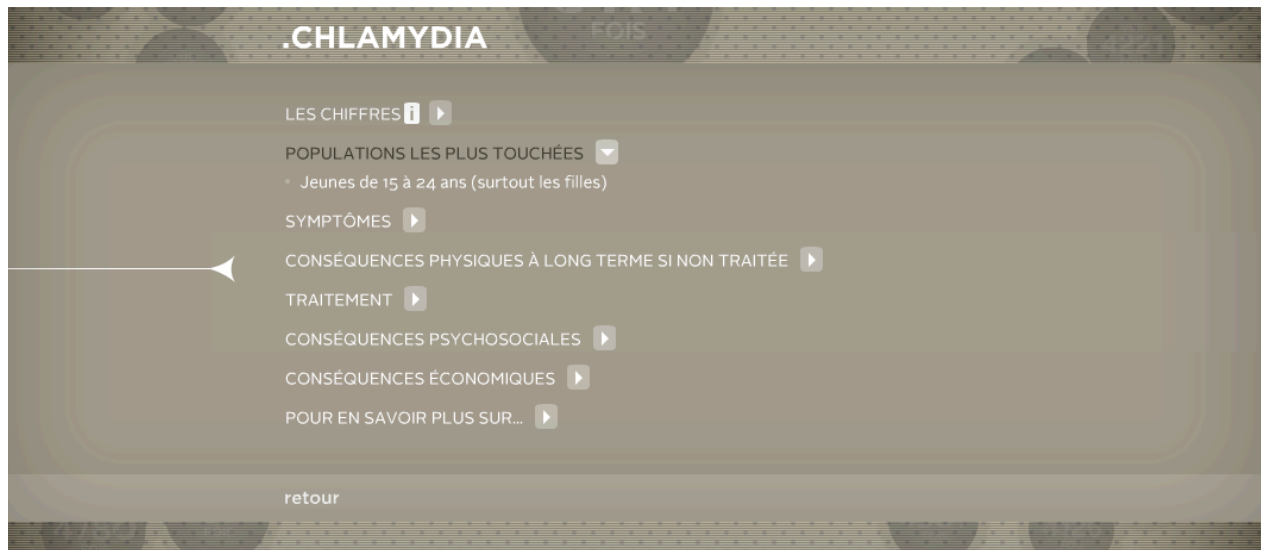 .CHLAMYDIA
FOIS
LES CHIFFRES i
POPULATIONS LES PLUS TOUCHÉES
• Jeunes de 15 à 24 ans (surtout les filles)
SYMPTÔMES
CONSÉQUENCES PHYSIQUES À LONG TERME SI NON TRAITÉE
TRAITEMENT
CONSÉQUENCES PSYCHOSOCIALES
CONSÉQUENCES ÉCONOMIQUES
POUR EN SAVOIR PLUS SUR...
retour